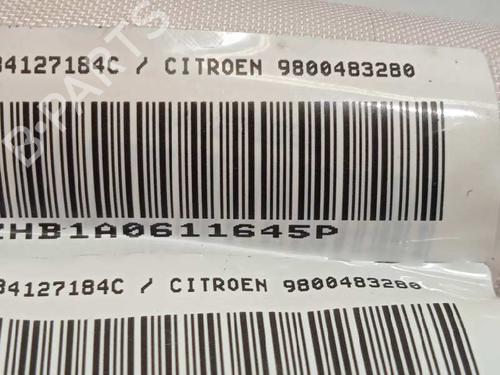 34127184C / CITROEN 9800483280
B-PARTS
HB1A0611645P
34127184C / CITROEN 9800483280